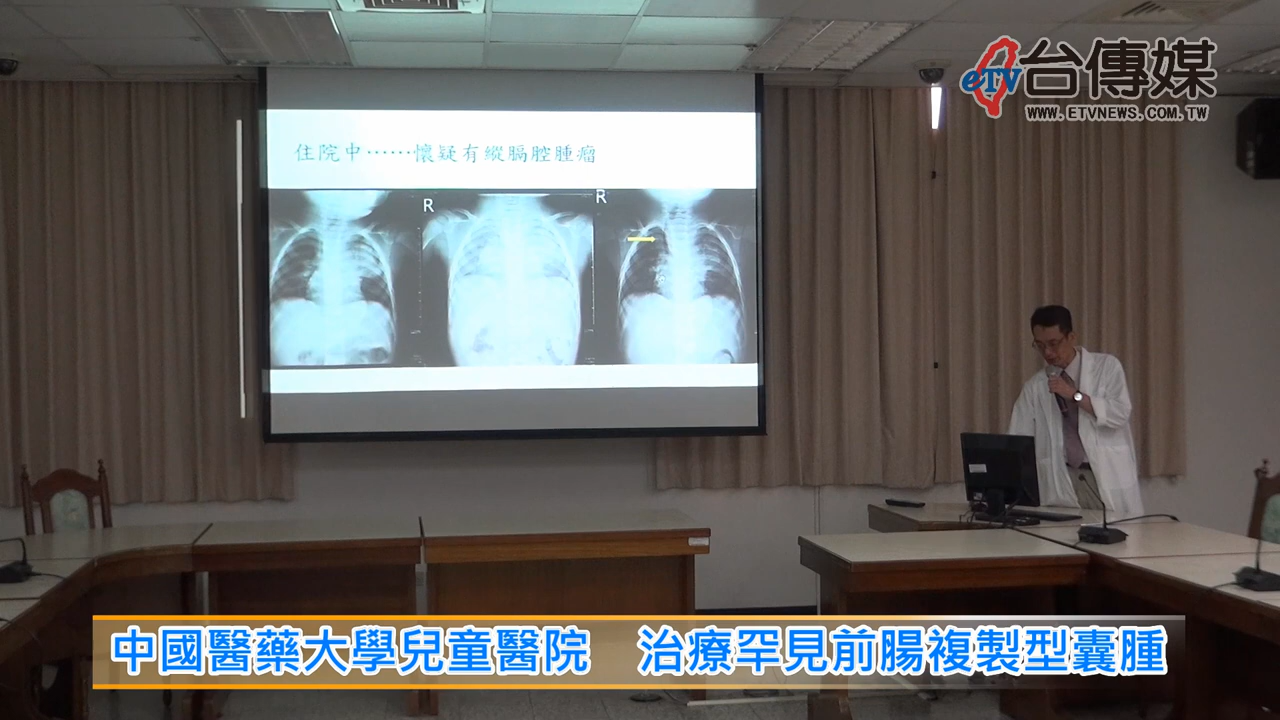 eTV台傳媒
WWW.ETVNEWS.COM.TW
住院中……懷疑有縱膈腔腫瘤
R
R
中國醫藥大學兒童醫院 治療罕見前腸複製型囊腫